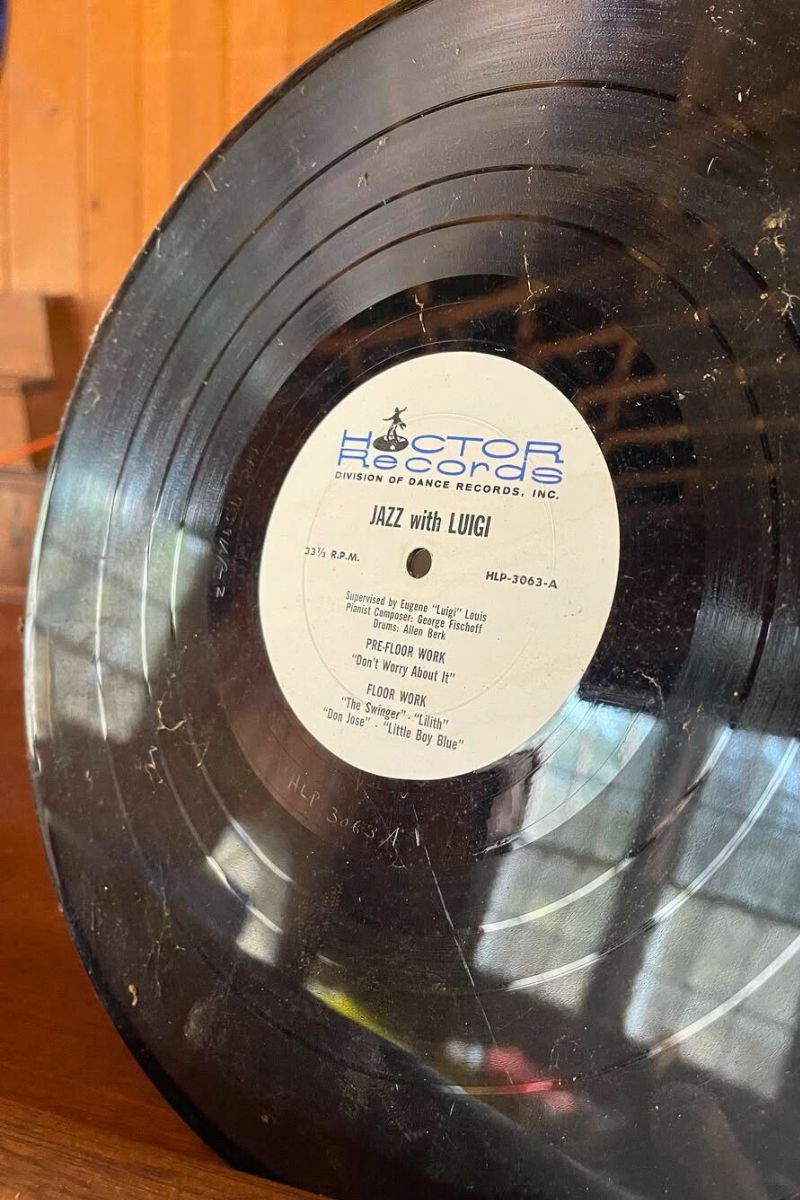 HOCTOR
Records
DIVISION OF DANCE RECORDS, INC.
JAZZ with LUIGI
33⅓ R.P.M.
HLP-3063-A
Supervised by Eugene "Luigi" Louis
Pianist Composer: George Fischoff
Drums: Allen Berk
PRE-FLOOR WORK
"Don't Worry About It"
FLOOR WORK
"The Swinger" - "Lilith"
"Don Jose" - "Little Boy Blue"
HLP 3063 A